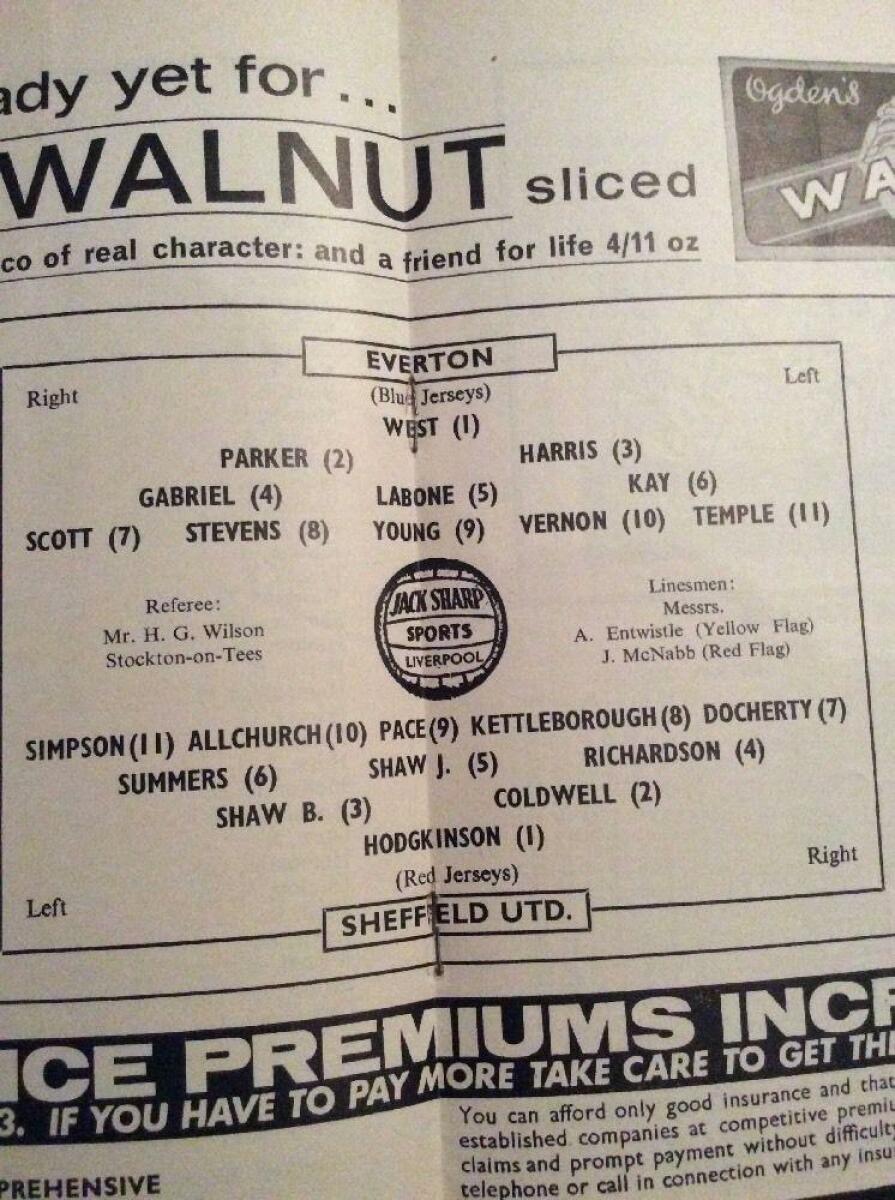 ady yet for...
WALNUT sliced
co of real character: and a friend for life 4/11 oz
Ogden's
WA
EVERTON
Right
(Blue Jerseys)
Left
WEST (1)
PARKER (2) HARRIS (3)
GABRIEL (4) LABONE (5) KAY (6)
SCOTT (7) STEVENS (8) YOUNG (9) VERNON (10) TEMPLE (11)
Referee:
Mr. H. G. Wilson
Stockton-on-Tees
JACK SHARP
SPORTS
LIVERPOOL
Linesmen:
Messrs.
A. Entwistle (Yellow Flag)
J. McNabb (Red Flag)
SIMPSON (11) ALLCHURCH (10) PACE (9) KETTLEBOROUGH (8) DOCHERTY (7)
SUMMERS (6) SHAW J. (5) RICHARDSON (4)
SHAW B. (3) COLDWELL (2)
HODGKINSON (1)
(Red Jerseys)
Right
Left
SHEFFIELD UTD.
ICE PREMIUMS INCR
3. IF YOU HAVE TO PAY MORE TAKE CARE TO GET THE
You can afford only good insurance and that
established companies at competitive premiu
claims and prompt payment without difficulty
telephone or call in connection with any insu
PREHENSIVE